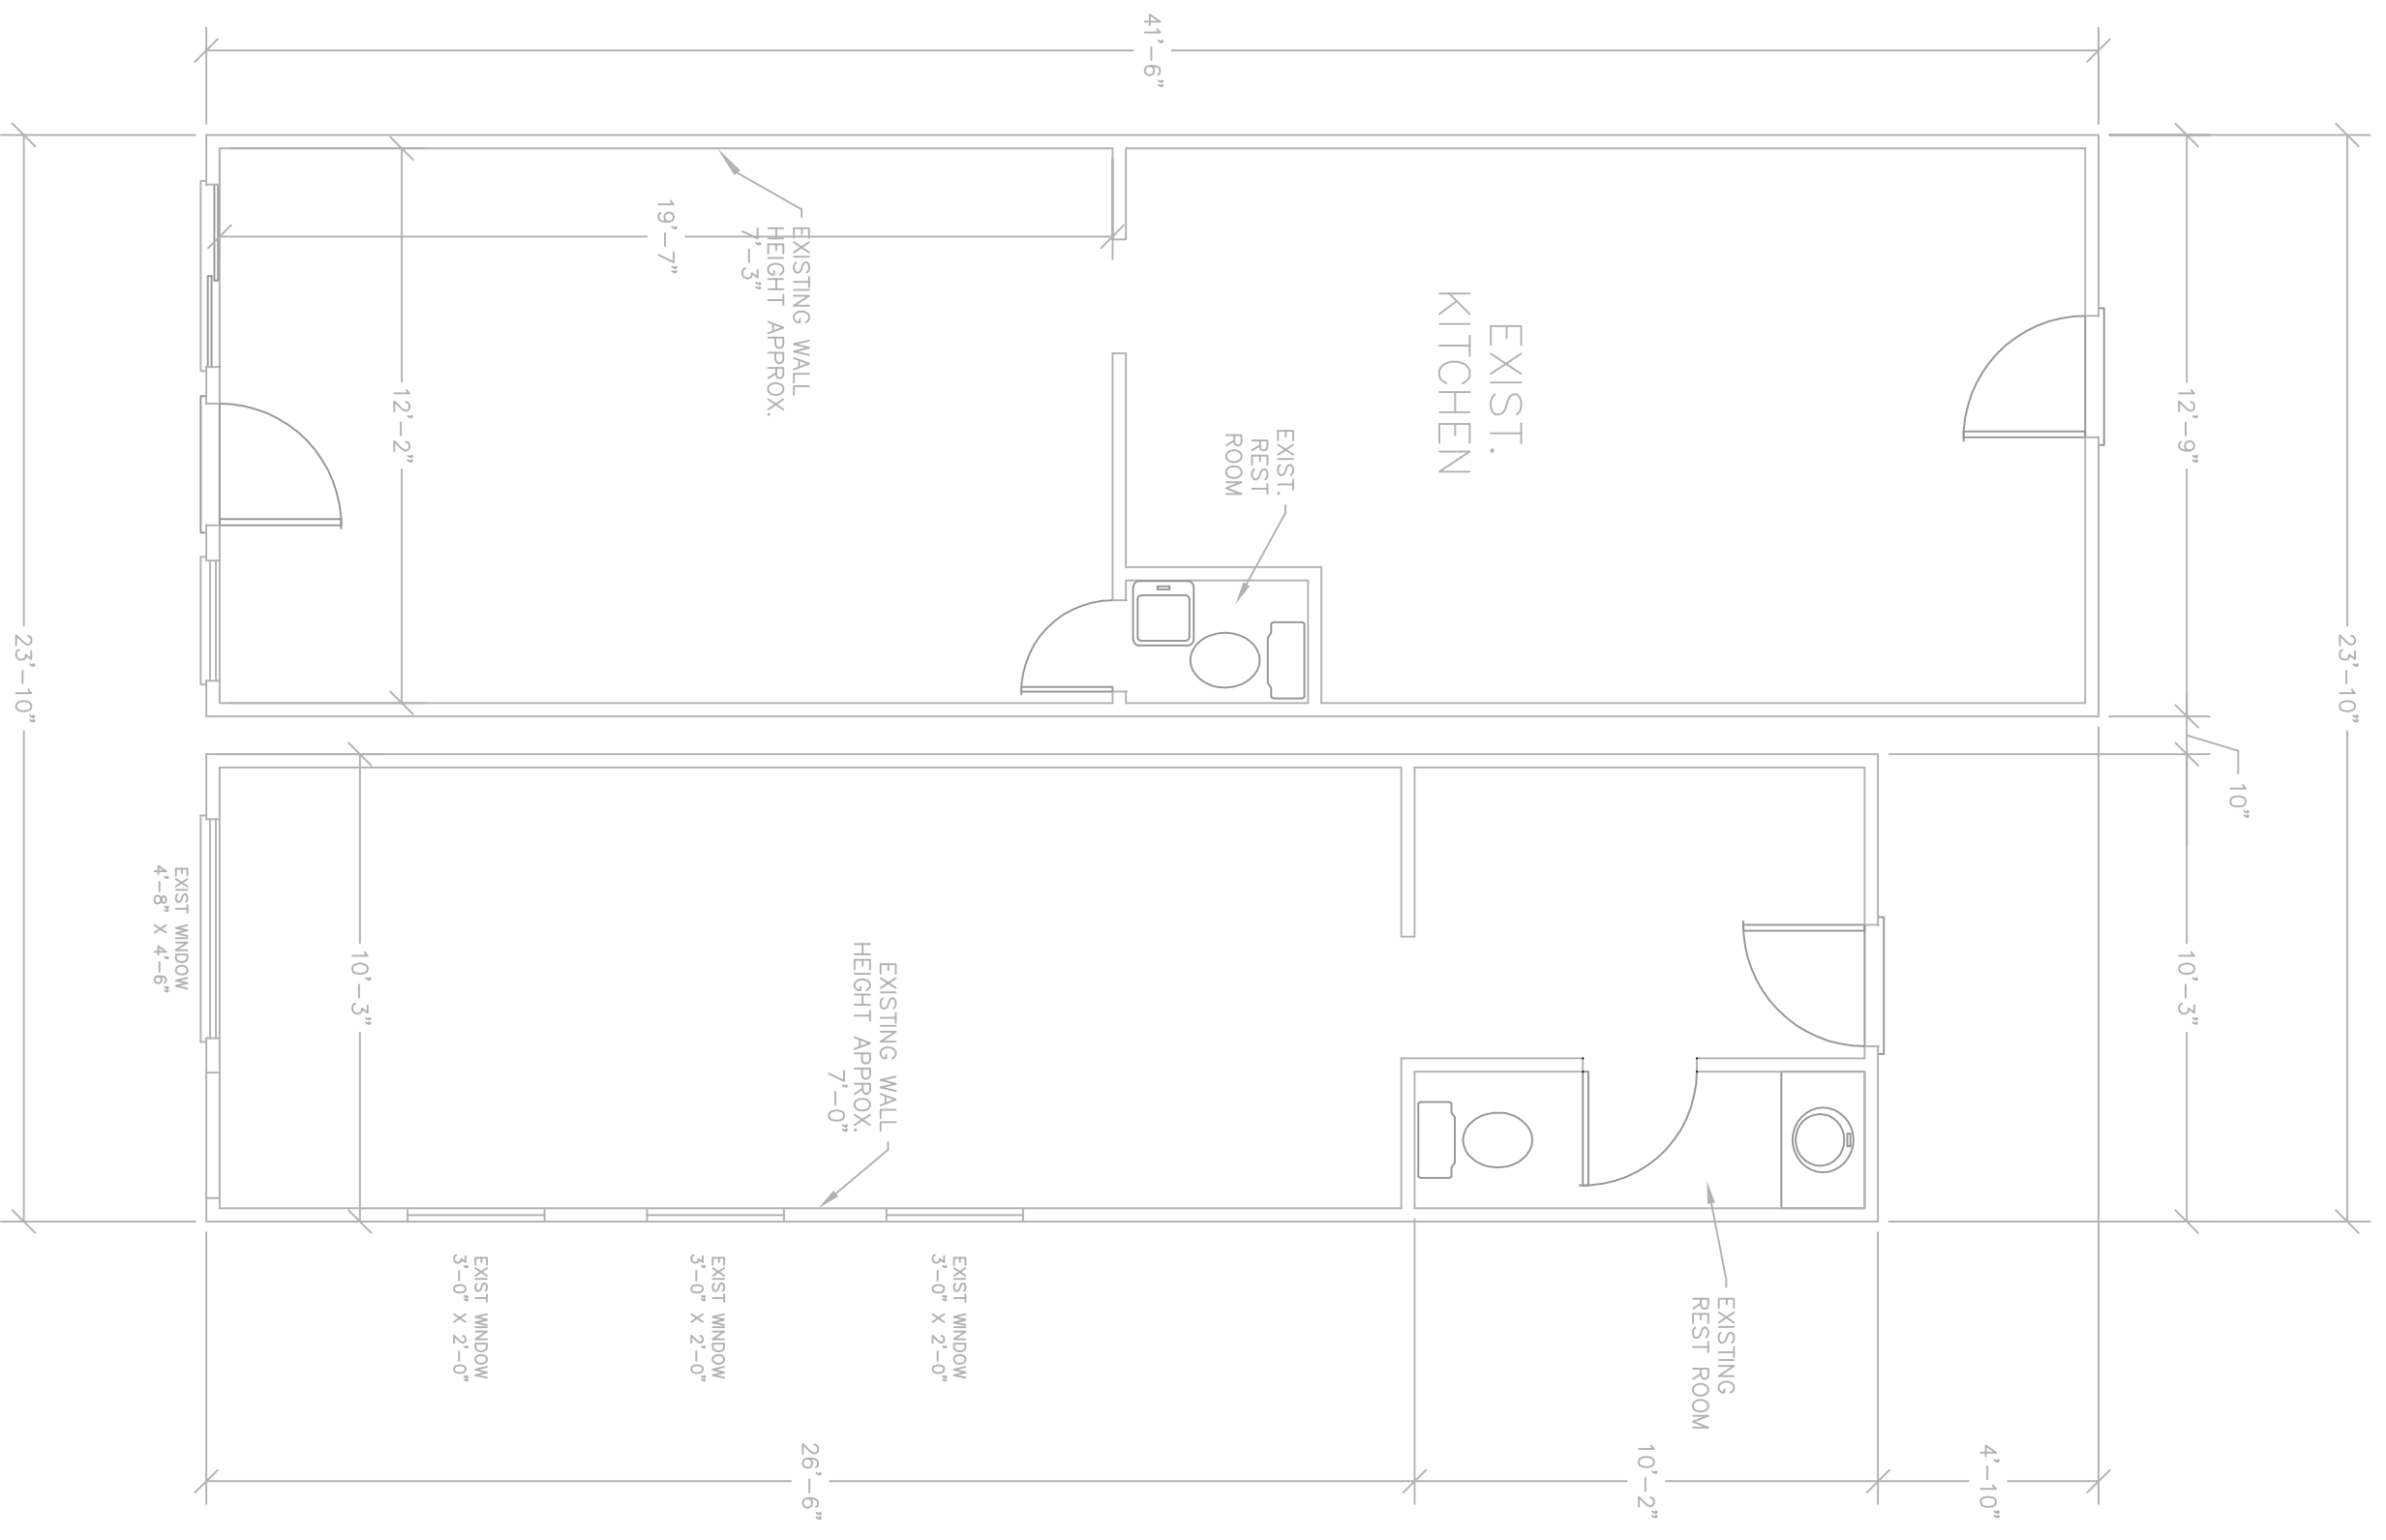 41'-6"
12'-9"
23'-10"
10"
10'-3"
EXIST.
KITCHEN
EXIST.
REST
ROOM
EXISTING WALL
HEIGHT APPROX.
7'-3"
19'-7"
12'-2"
23'-10"
EXISTING WALL
HEIGHT APPROX.
7'-0"
10'-3"
EXIST WINDOW
4'-8" X 4'-6"
EXISTING
REST ROOM
EXIST WINDOW
3'-0" X 2'-0"
EXIST WINDOW
3'-0" X 2'-0"
EXIST WINDOW
3'-0" X 2'-0"
4'-10"
10'-2"
26'-6"